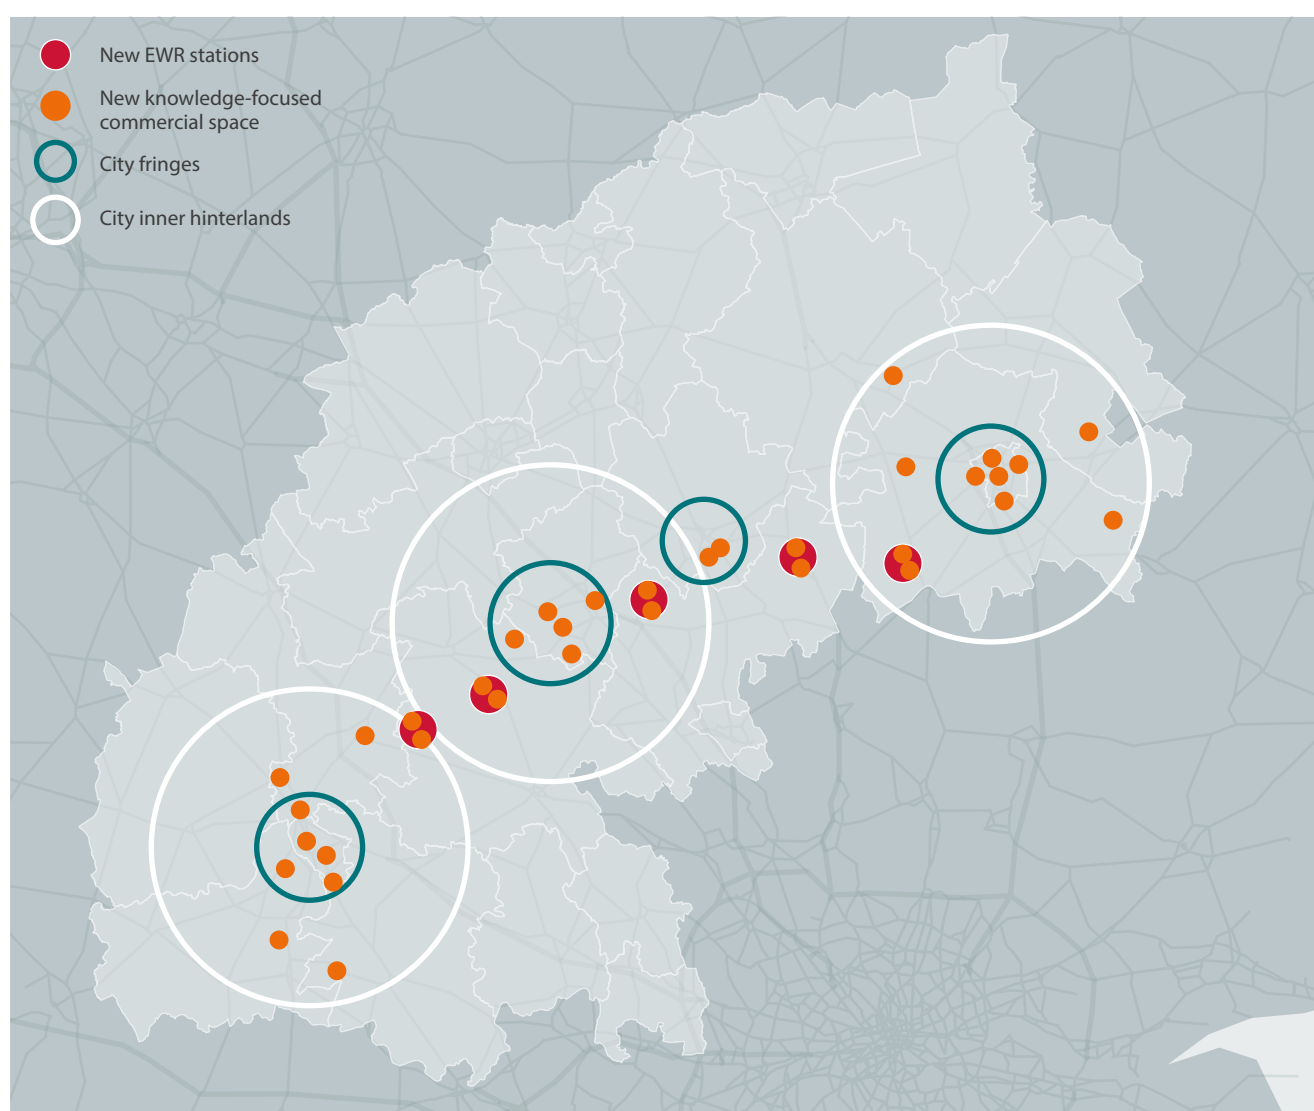 New EWR stations
New knowledge-focused
commercial space
City fringes
City inner hinterlands